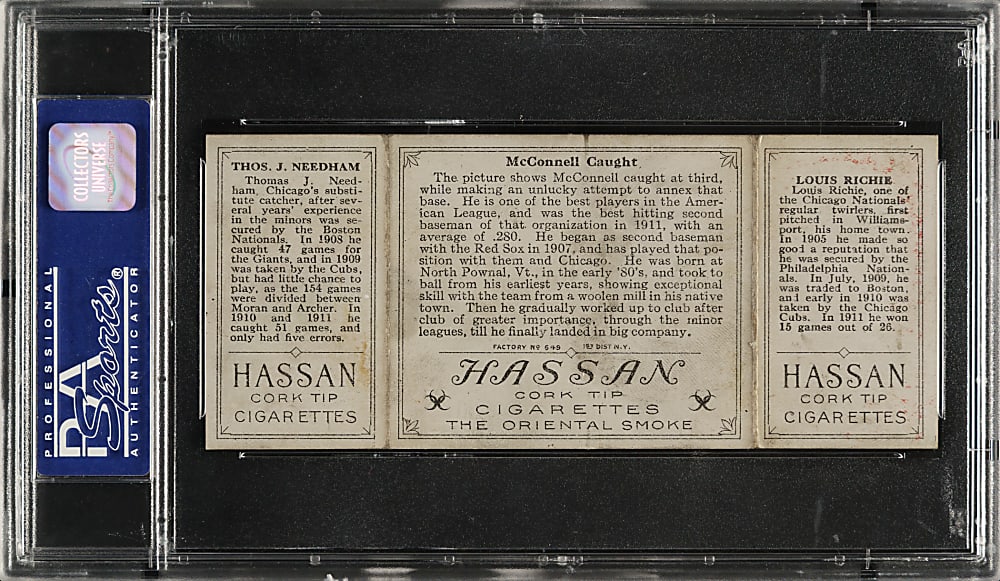 COLLECTORS
UNIVERSE
PROFESSIONAL
PSA
Sports®
AUTHENTICATOR
THOS. J. NEEDHAM
Thomas J. Need-
ham, Chicago's substi-
tute catcher, after sev-
eral years' experience
in the minors was se-
cured by the Boston
Nationals. In 1908 he
caught 47 games for
the Giants, and in 1909
was taken by the Cubs,
but had little chance to
play, as the 154 games
were divided between
Moran and Archer. In
1910 and 1911 he
caught 51 games, and
only had five errors.
HASSAN
CORK TIP
CIGARETTES
McConnell Caught
The picture shows McConnell caught at third,
while making an unlucky attempt to annex that
base. He is one of the best players in the Amer-
ican League, and was the best hitting second
baseman of that organization in 1911, with an
average of .280. He began as second baseman
with the Red Sox in 1907, and has played that po-
sition with them and Chicago. He was born at
North Pownal, Vt., in the early '80's, and took to
ball from his earliest years, showing exceptional
skill with the team from a woolen mill in his native
town. Then he gradually worked up to club after
club of greater importance, through the minor
leagues, till he finally landed in big company.
FACTORY Nº 649 1ST DIST. N.Y.
HASSAN
CORK TIP
CIGARETTES
THE ORIENTAL SMOKE
LOUIS RICHIE
Louis Richie, one of
the Chicago Nationals'
regular twirlers, first
pitched in Williams-
port, his home town.
In 1905 he made so
good a reputation that
he was secured by the
Philadelphia Nation-
als. In July, 1909, he
was traded to Boston,
and early in 1910 was
taken by the Chicago
Cubs. In 1911 he won
15 games out of 26.
HASSAN
CORK TIP
CIGARETTES